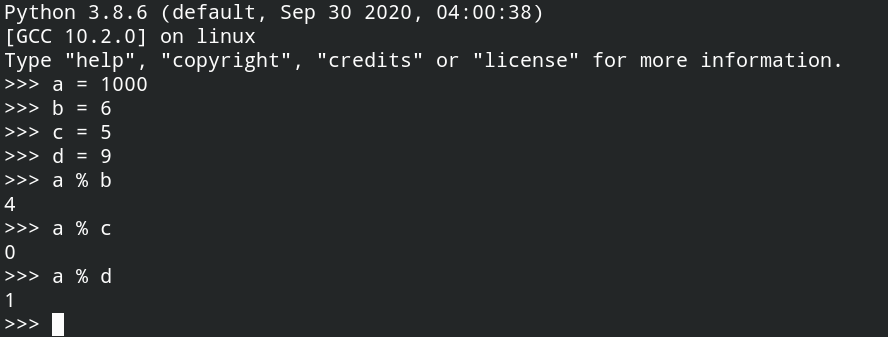 Python 3.8.6 (default, Sep 30 2020, 04:00:38)
[GCC 10.2.0] on linux
Type "help", "copyright", "credits" or "license" for more information.
>>> a = 1000
>>> b = 6
>>> c = 5
>>> d = 9
>>> a % b
4
>>> a % c
0
>>> a % d
1
>>>